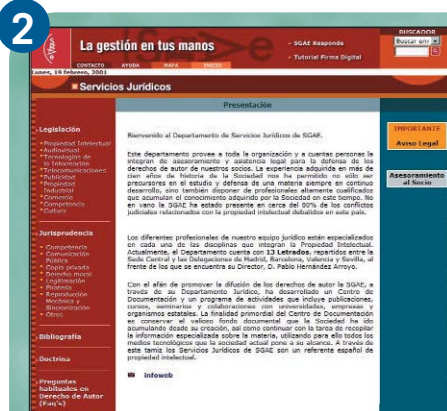 2
sgae
La gestión en tus manos
SGAE Responde
Tutorial Firma Digital
BUSCADOR
Buscar en:
CONTACTO AYUDA MAPA INICIO
Lunes, 19 febrero, 2001
Servicios Jurídicos
Presentación
Legislación
Propiedad Intelectual
Audiovisual
Tecnologías de
la Información
Telecomunicaciones
Publicidad
Propiedad
Industrial
Comercio
Competencia
Cultura
Jurisprudencia
Competencia
Comunicación
Pública
Copia privada
Derecho moral
Legitimación
Piratería
Reproducción
Mecánica y
Sincronización
Otros
Bibliografía
Doctrina
Preguntas
habituales en
Derecho de Autor
(Faq's)
Bienvenido al Departamento de Servicios Jurídicos de SGAE.
Este departamento provee a toda la organización y a cuantas personas la
integran de asesoramiento y asistencia legal para la defensa de los
derechos de autor de nuestros socios. La experiencia adquirida en más de
cien años de historia de la Sociedad nos ha permitido no sólo ser
precursores en el estudio y defensa de una materia siempre en continuo
desarrollo, sino también disponer de profesionales altamente cualificados
que acumulan el conocimiento adquirido por la Sociedad en este tiempo. No
en vano la SGAE ha estado presente en cerca del 80% de los conflictos
judiciales relacionados con la propiedad intelectual debatidos en este país.
Los diferentes profesionales de nuestro equipo jurídico están especializados
en cada una de las disciplinas que integran la Propiedad Intelectual.
Actualmente, el Departamento cuenta con 13 Letrados, repartidos entre la
Sede Central y las Delegaciones de Madrid, Barcelona, Valencia y Sevilla, al
frente de los que se encuentra su Director, D. Pablo Hernández Arroyo.
Con el afán de promover la difusión de los derechos de autor la SGAE, a
través de su Departamento Jurídico, ha desarrollado un Centro de
Documentación y un programa de actividades que incluye publicaciones,
cursos, seminarios y colaboraciones con universidades, empresas y
organismos estatales. La finalidad primordial del Centro de Documentación
es conservar el valioso fondo documental que la Sociedad ha ido
acumulando desde su creación, así como continuar con la tarea de recopilar
la información especializada sobre la materia, utilizando para ello todos los
medios tecnológicos que la sociedad actual pone a su alcance. A través de
este tamiz los Servicios Jurídicos de SGAE son un referente español de
propiedad intelectual.
infoweb
IMPORTANTE
Aviso Legal
Asesoramiento
al Socio